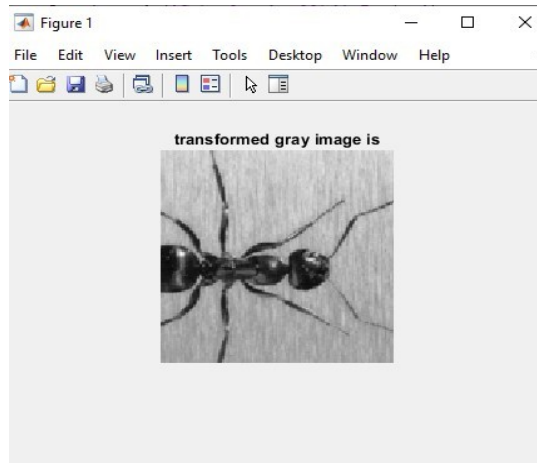 Figure 1
File Edit View Insert Tools Desktop Window Help
transformed gray image is